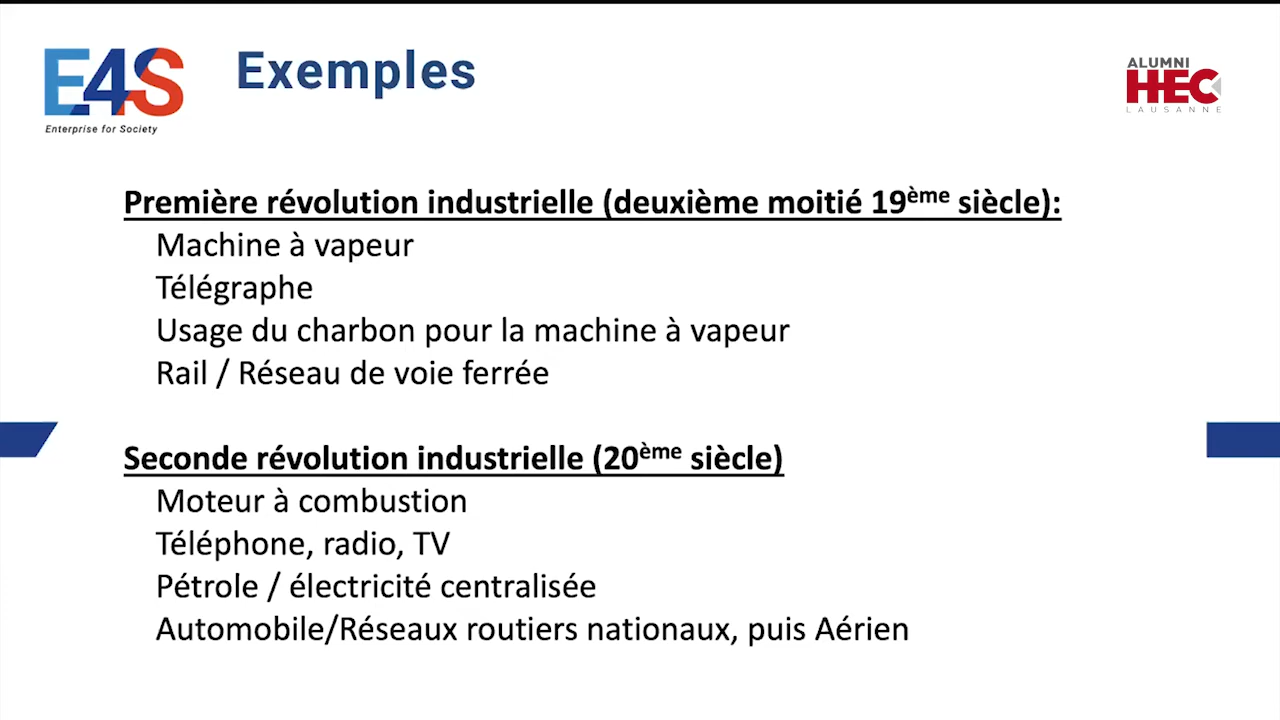 E4S
Enterprise for Society
Exemples
ALUMNI
HEC
LAUSANNE
Première révolution industrielle (deuxième moitié 19ème siècle):
Machine à vapeur
Télégraphe
Usage du charbon pour la machine à vapeur
Rail / Réseau de voie ferrée
Seconde révolution industrielle (20ème siècle)
Moteur à combustion
Téléphone, radio, TV
Pétrole / électricité centralisée
Automobile/Réseaux routiers nationaux, puis Aérien